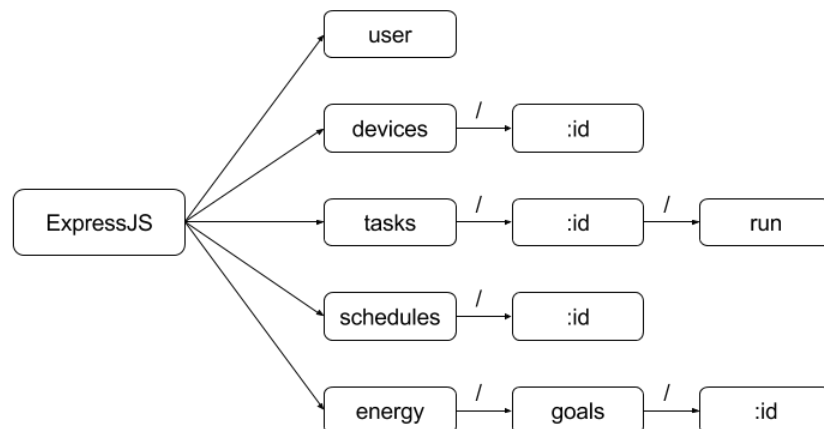 user
devices / :id
ExpressJS
tasks / :id / run
schedules / :id
energy / goals / :id